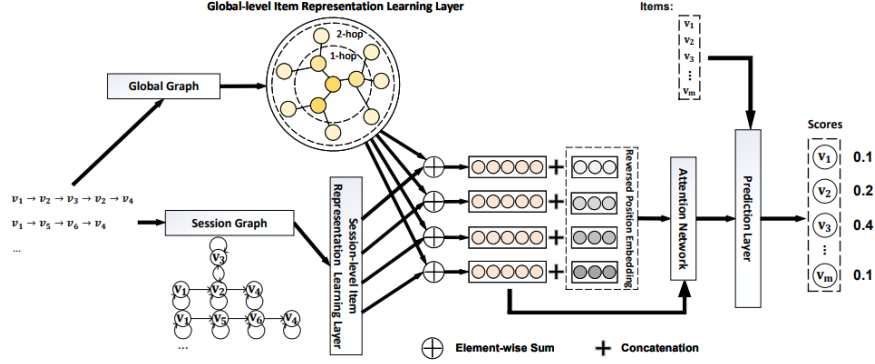 Global-level Item Representation Learning Layer
Items:
2-hop
1-hop
v₁
v₂
v₃
⋮
vₘ
Global Graph
Scores
v₁ 0.1
v₂ 0.2
v₃ 0.4
⋮
vₘ 0.1
v₁ → v₂ → v₃ → v₂ → v₄
v₁ → v₅ → v₆ → v₄
...
Session Graph
v₃
v₁ v₂ v₄
v₁ v₅ v₆ v₄
...
Session-level Item
Representation Learning Layer
Reversed Position Embedding
Attention Network
Prediction Layer
Element-wise Sum
Concatenation